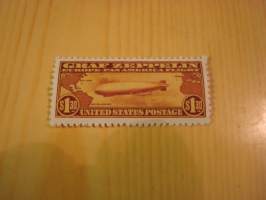 GRAF ZEPPELIN
EUROPE PAN AMERICA FLIGHT
$1.30 $1.30
UNITED STATES POSTAGE